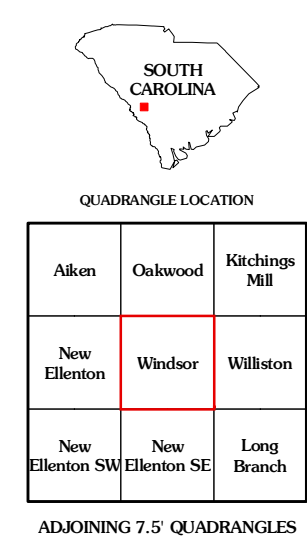 SOUTH
CAROLINA
QUADRANGLE LOCATION
Aiken
Oakwood
Kitchings
Mill
New
Ellenton
Windsor
Williston
New
Ellenton SW
New
Ellenton SE
Long
Branch
ADJOINING 7.5' QUADRANGLES